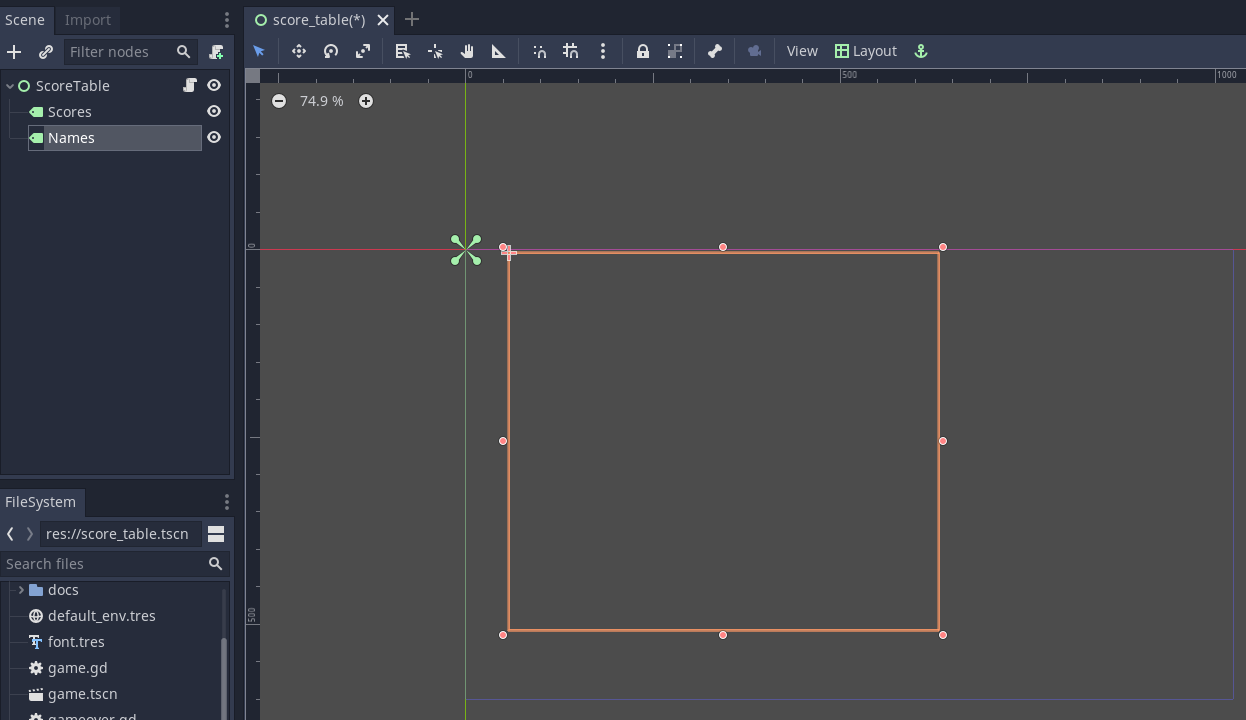 Scene Import
score_table(*)
Filter nodes
View Layout
0 500 1000
ScoreTable
74.9 %
Scores
Names
0
500
FileSystem
res://score_table.tscn
Search files
docs
default_env.tres
font.tres
game.gd
game.tscn
gameover.gd